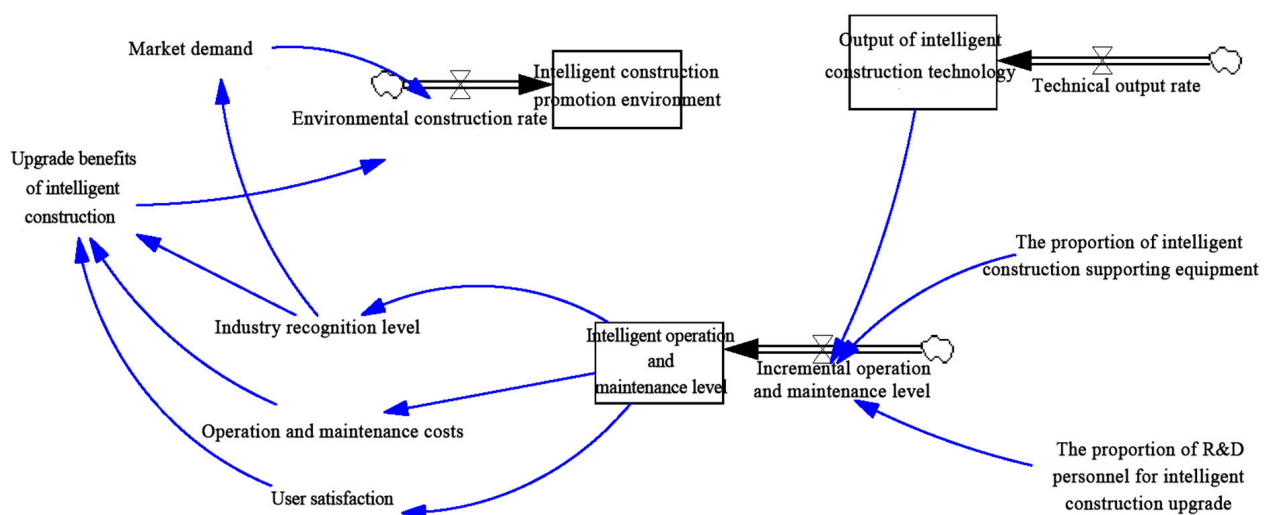 Market demand
Output of intelligent
construction technology
Intelligent construction
promotion environment
Technical output rate
Environmental construction rate
Upgrade benefits
of intelligent
construction
The proportion of intelligent
construction supporting equipment
Industry recognition level
Intelligent operation
and
maintenance level
Incremental operation
and maintenance level
Operation and maintenance costs
The proportion of R&D
personnel for intelligent
construction upgrade
User satisfaction